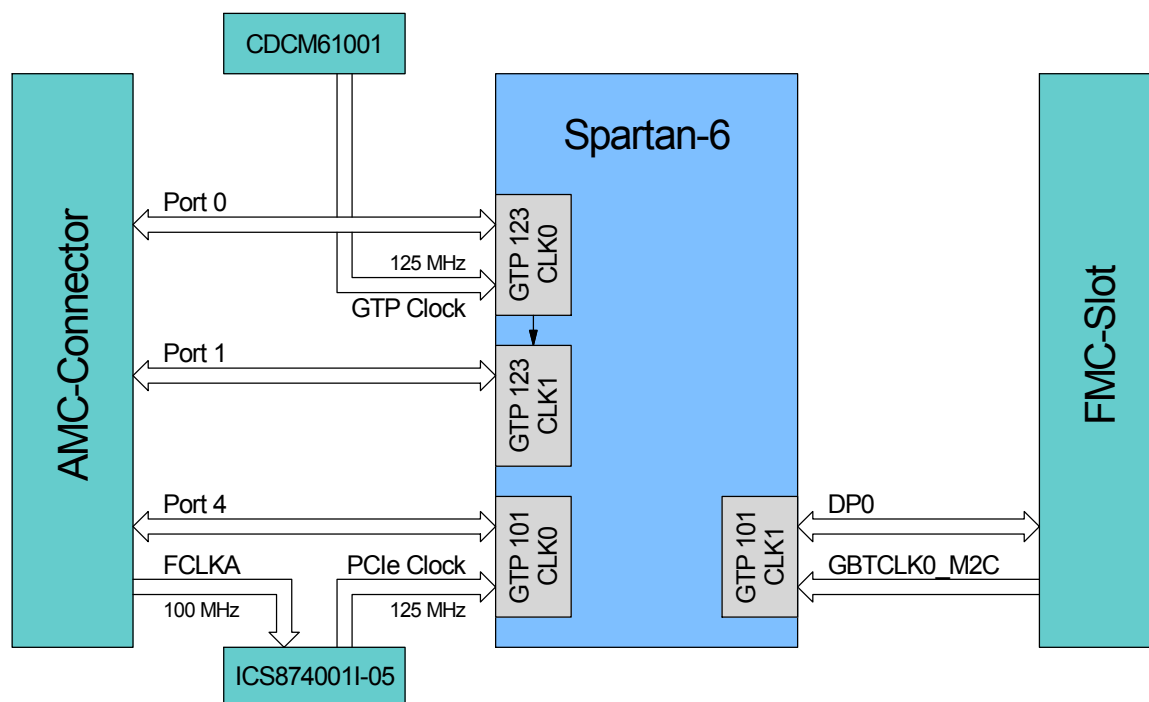 CDCM61001
AMC-Connector
Spartan-6
FMC-Slot
Port 0
GTP 123
CLK0
125 MHz
GTP Clock
Port 1
GTP 123
CLK1
Port 4
GTP 101
CLK0
FCLKA
100 MHz
PCIe Clock
125 MHz
GTP 101
CLK1
DP0
GBTCLK0_M2C
ICS874001I-05